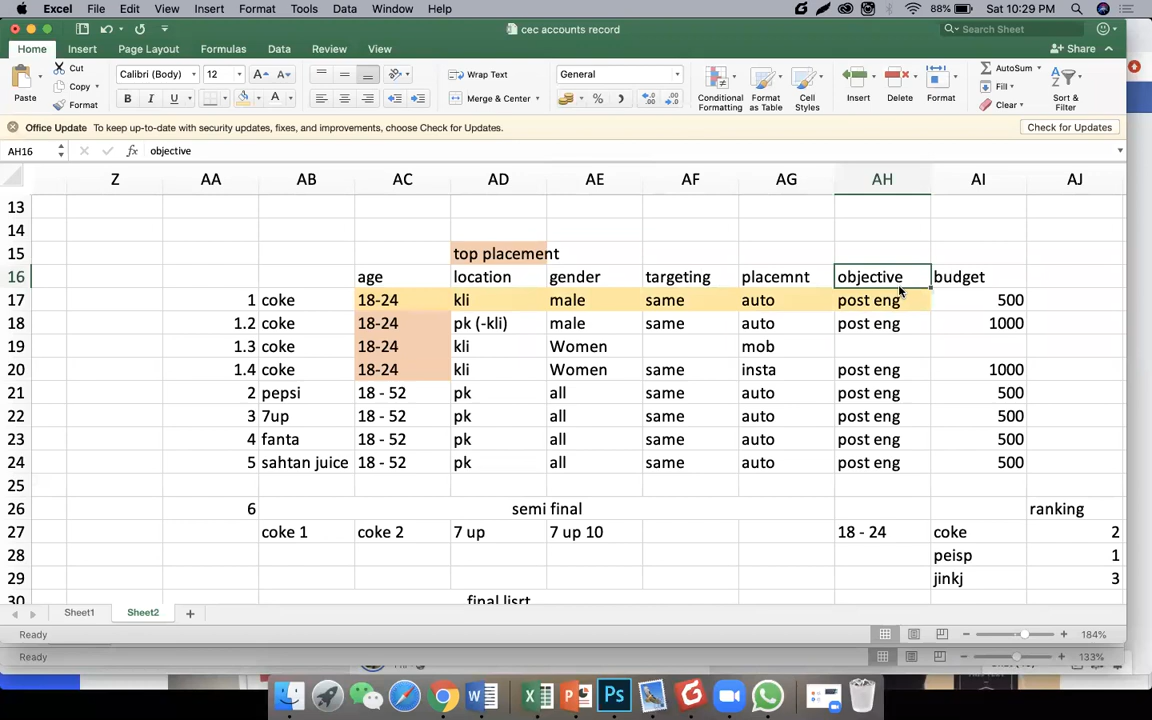 Excel File Edit View Insert Format Tools Data Window Help 88% Sat 10:29 PM
cec accounts record Search Sheet
Home Insert Page Layout Formulas Data Review View Share
Cut Calibri (Body) 12 Wrap Text General AutoSum
Copy Fill
Paste Format Merge & Center Conditional Formatting Format as Table Cell Styles Insert Delete Format Clear Sort & Filter
Office Update To keep up-to-date with security updates, fixes, and improvements, choose Check for Updates. Check for Updates
AH16 fx objective
Z AA AB AC AD AE AF AG AH AI AJ
13
14
15 top placement
16 age location gender targeting placemnt objective budget
17 1 coke 18-24 kli male same auto post eng 500
18 1.2 coke 18-24 pk (-kli) male same auto post eng 1000
19 1.3 coke 18-24 kli Women mob
20 1.4 coke 18-24 kli Women same insta post eng 1000
21 2 pepsi 18 - 52 pk all same auto post eng 500
22 3 7up 18 - 52 pk all same auto post eng 500
23 4 fanta 18 - 52 pk all same auto post eng 500
24 5 sahtan juice 18 - 52 pk all same auto post eng 500
25
26 6 semi final ranking
27 coke 1 coke 2 7 up 7 up 10 18 - 24 coke 2
28 peisp 1
29 jinkj 3
30 final lisrt
Sheet1 Sheet2
Ready 184%
Ready 133%